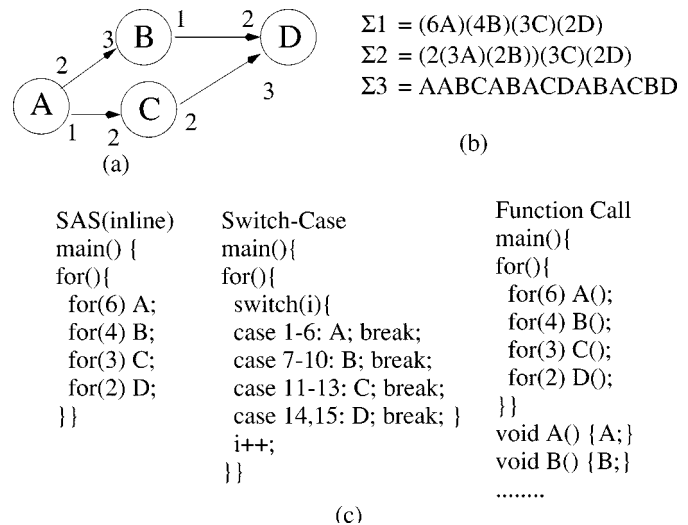 A
B
C
D
2
3
1
2
1
2
2
3
(a)
Σ1 = (6A)(4B)(3C)(2D)
Σ2 = (2(3A)(2B))(3C)(2D)
Σ3 = AABCABACDABACBD
(b)
SAS(inline)
main() {
for(){
for(6) A;
for(4) B;
for(3) C;
for(2) D;
}}
Switch-Case
main(){
for(){
switch(i){
case 1-6: A; break;
case 7-10: B; break;
case 11-13: C; break;
case 14,15: D; break; }
i++;
}}
Function Call
main(){
for(){
for(6) A();
for(4) B();
for(3) C();
for(2) D();
}}
void A() {A;}
void B() {B;}
........
(c)